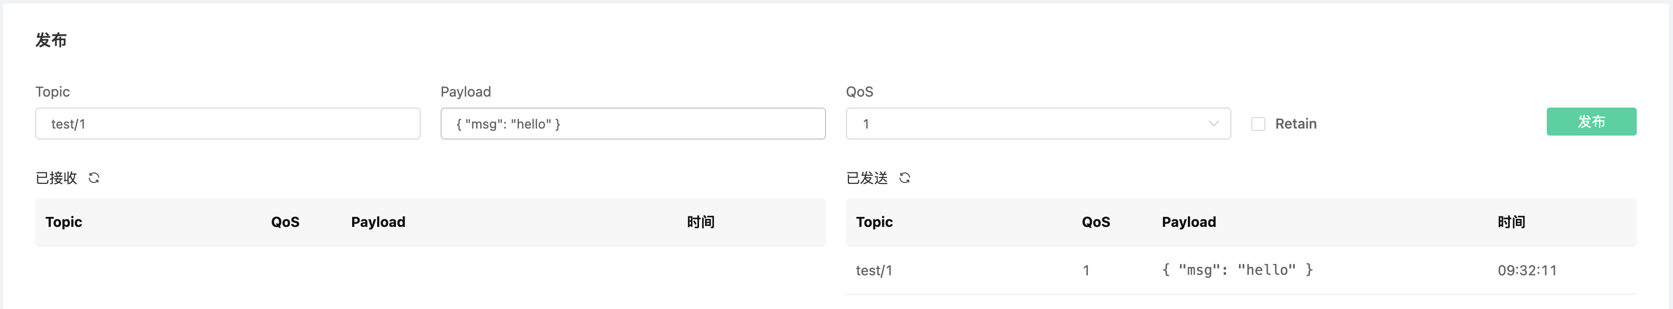 发布
Topic
Payload
QoS
test/1
{ "msg": "hello" }
1
Retain
发布
已接收
已发送
Topic QoS Payload 时间
Topic QoS Payload 时间
test/1 1 { "msg": "hello" } 09:32:11